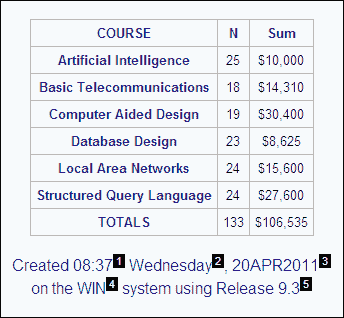 COURSE N Sum
Artificial Intelligence 25 $10,000
Basic Telecommunications 18 $14,310
Computer Aided Design 19 $30,400
Database Design 23 $8,625
Local Area Networks 24 $15,600
Structured Query Language 24 $27,600
TOTALS 133 $106,535
Created 08:37 1 Wednesday 2 , 20APR2011 3
on the WIN 4 system using Release 9.3 5